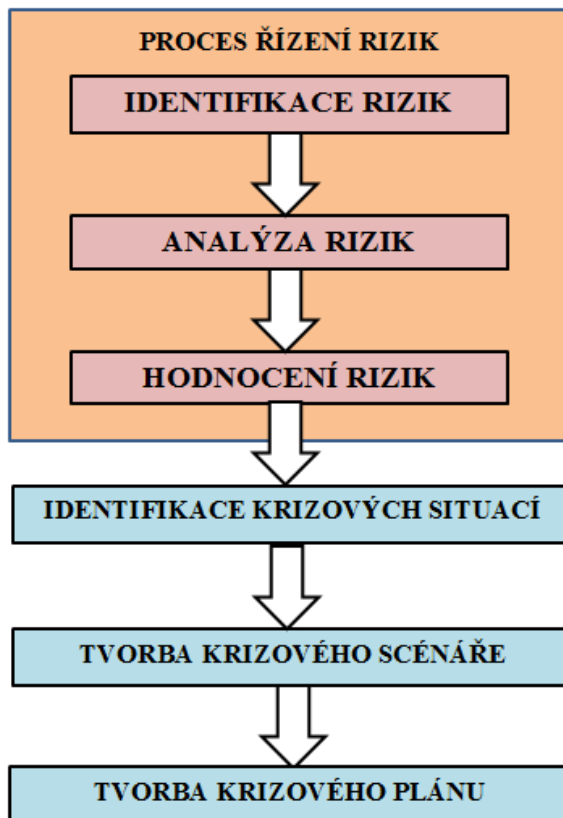 PROCES ŘÍZENÍ RIZIK
IDENTIFIKACE RIZIK
ANALÝZA RIZIK
HODNOCENÍ RIZIK
IDENTIFIKACE KRIZOVÝCH SITUACÍ
TVORBA KRIZOVÉHO SCÉNÁŘE
TVORBA KRIZOVÉHO PLÁNU